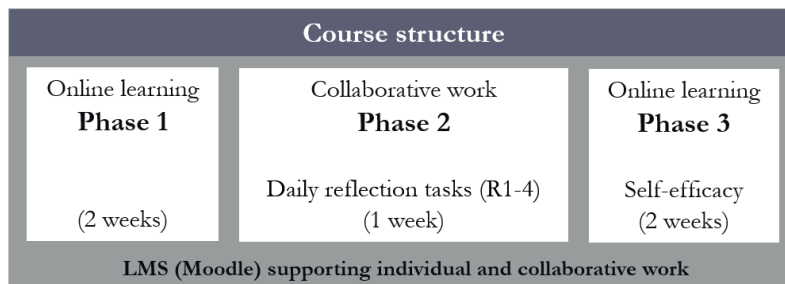 Course structure
Online learning
Phase 1
(2 weeks)
Collaborative work
Phase 2
Daily reflection tasks (R1-4)
(1 week)
Online learning
Phase 3
Self-efficacy
(2 weeks)
LMS (Moodle) supporting individual and collaborative work